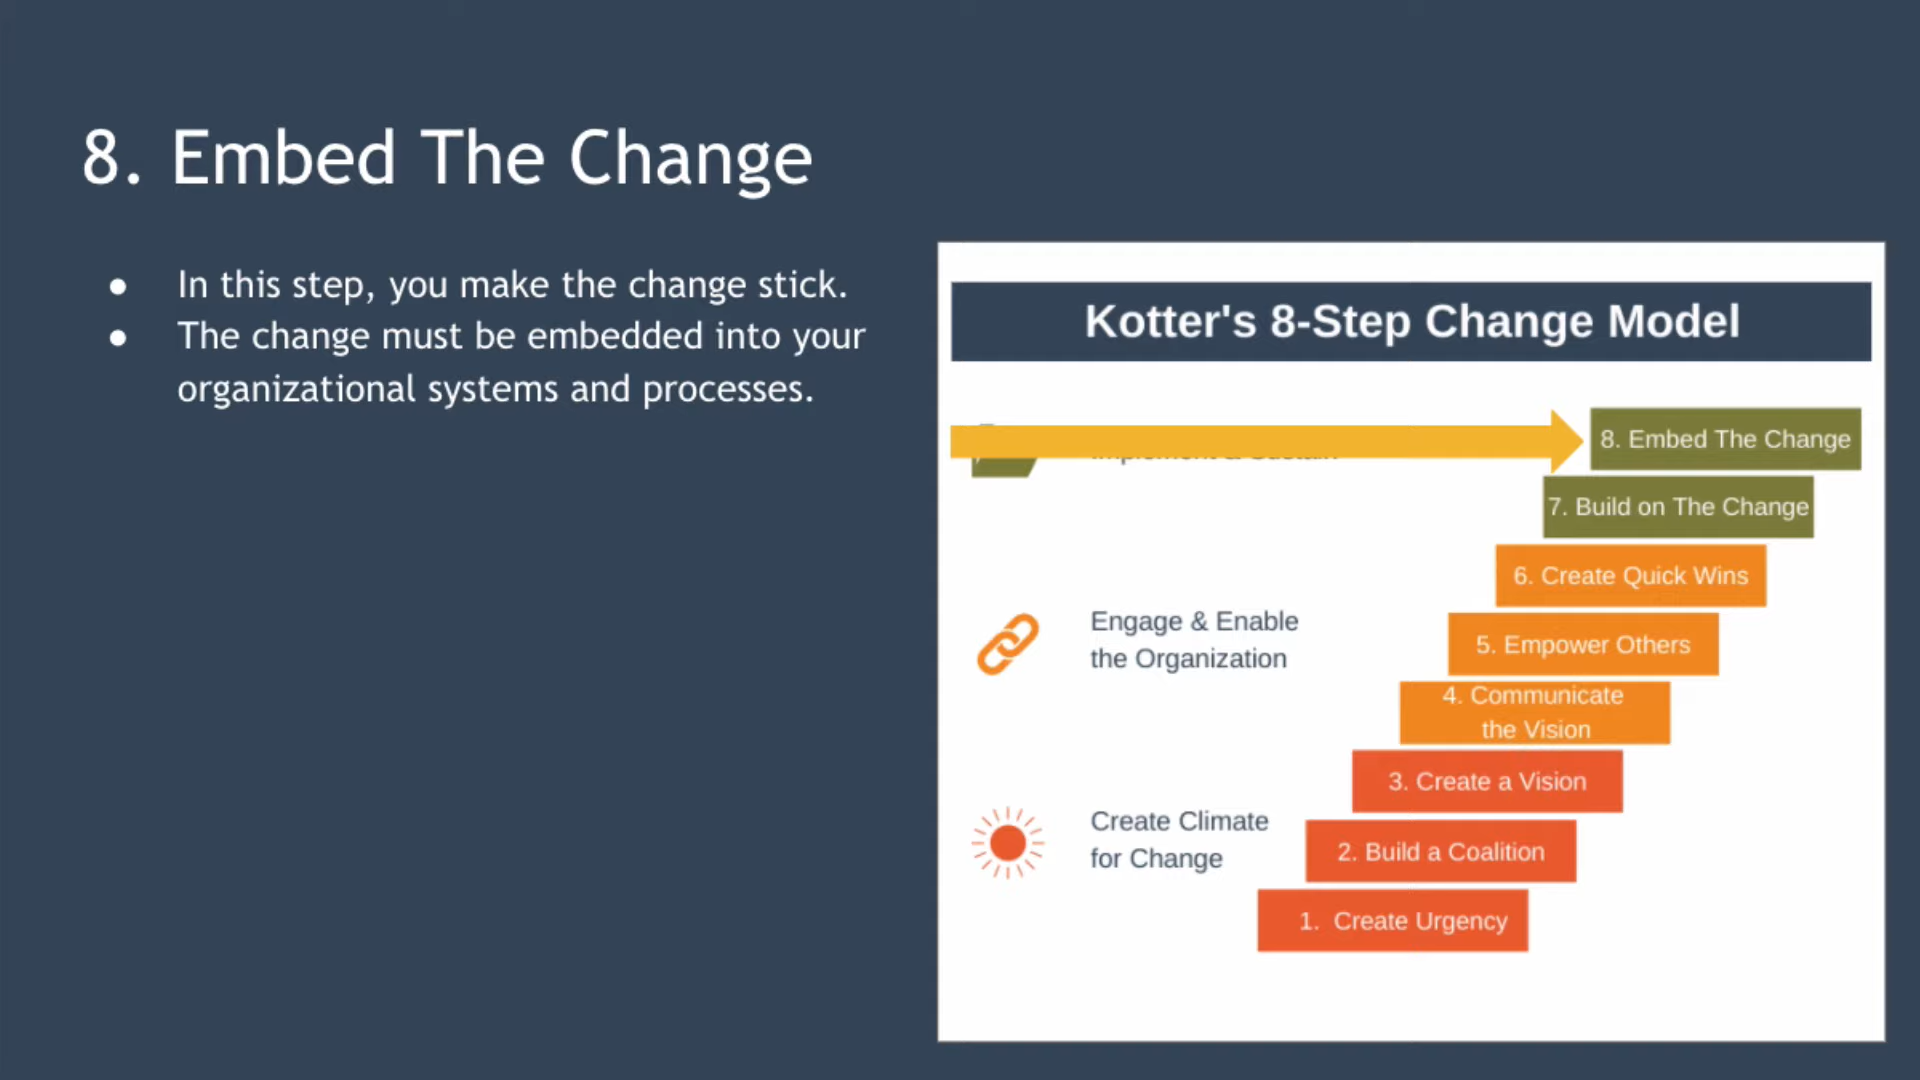 8. Embed The Change
● In this step, you make the change stick.
● The change must be embedded into your
organizational systems and processes.
Kotter's 8-Step Change Model
8. Embed The Change
7. Build on The Change
6. Create Quick Wins
Engage & Enable
the Organization
5. Empower Others
4. Communicate
the Vision
3. Create a Vision
Create Climate
for Change
2. Build a Coalition
1. Create Urgency